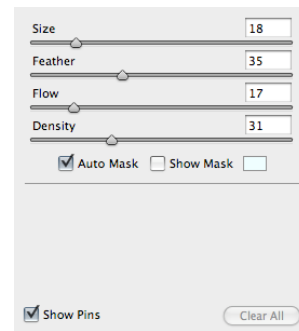 Size 18
Feather 35
Flow 17
Density 31
Auto Mask Show Mask
Show Pins Clear All